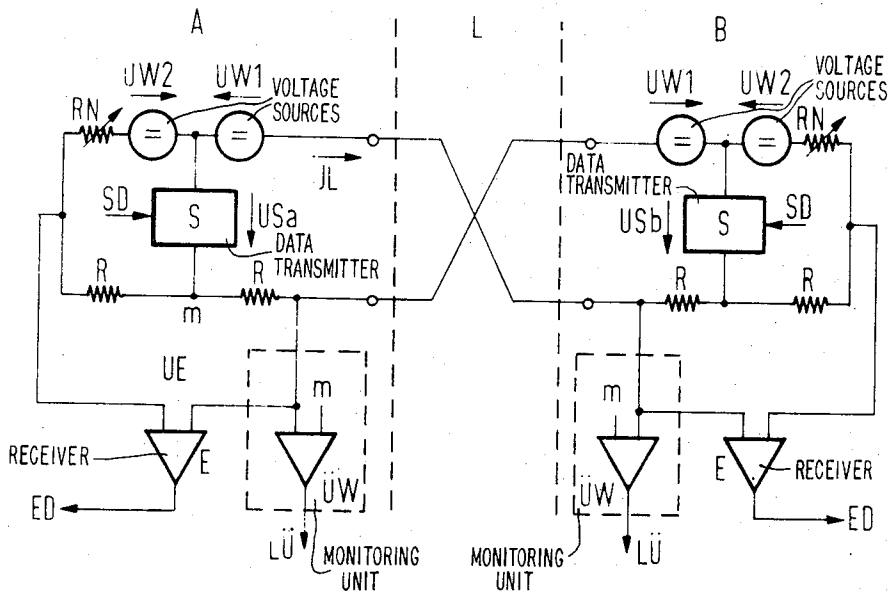 A
L
B
UW2
UW1
VOLTAGE
SOURCES
RN
JL
SD
S
USa
DATA
TRANSMITTER
R
R
m
UE
m
RECEIVER
E
ÜW
ED
LÜ
MONITORING
UNIT
UW1
UW2
VOLTAGE
SOURCES
RN
DATA
TRANSMITTER
USb
S
SD
R
R
m
ÜW
E
RECEIVER
LÜ
ED
MONITORING
UNIT